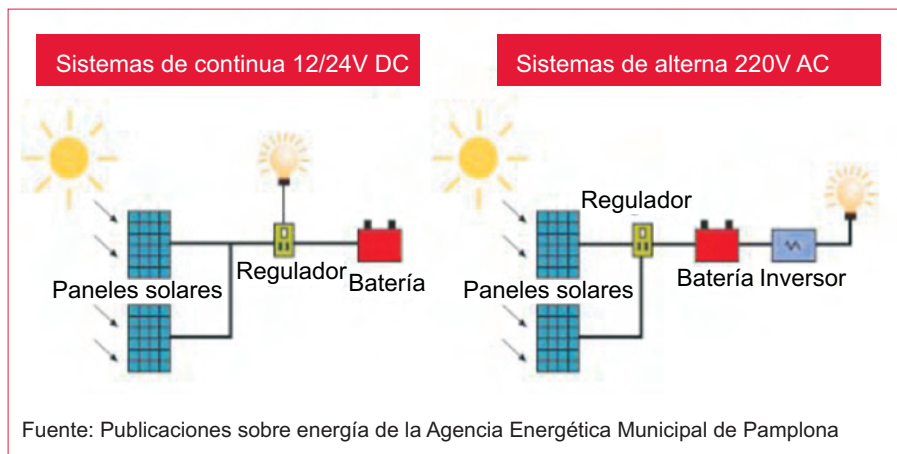 Sistemas de continua 12/24V DC
Sistemas de alterna 220V AC
Regulador
Batería
Paneles solares
Regulador
Batería
Inversor
Paneles solares
Fuente: Publicaciones sobre energía de la Agencia Energética Municipal de Pamplona